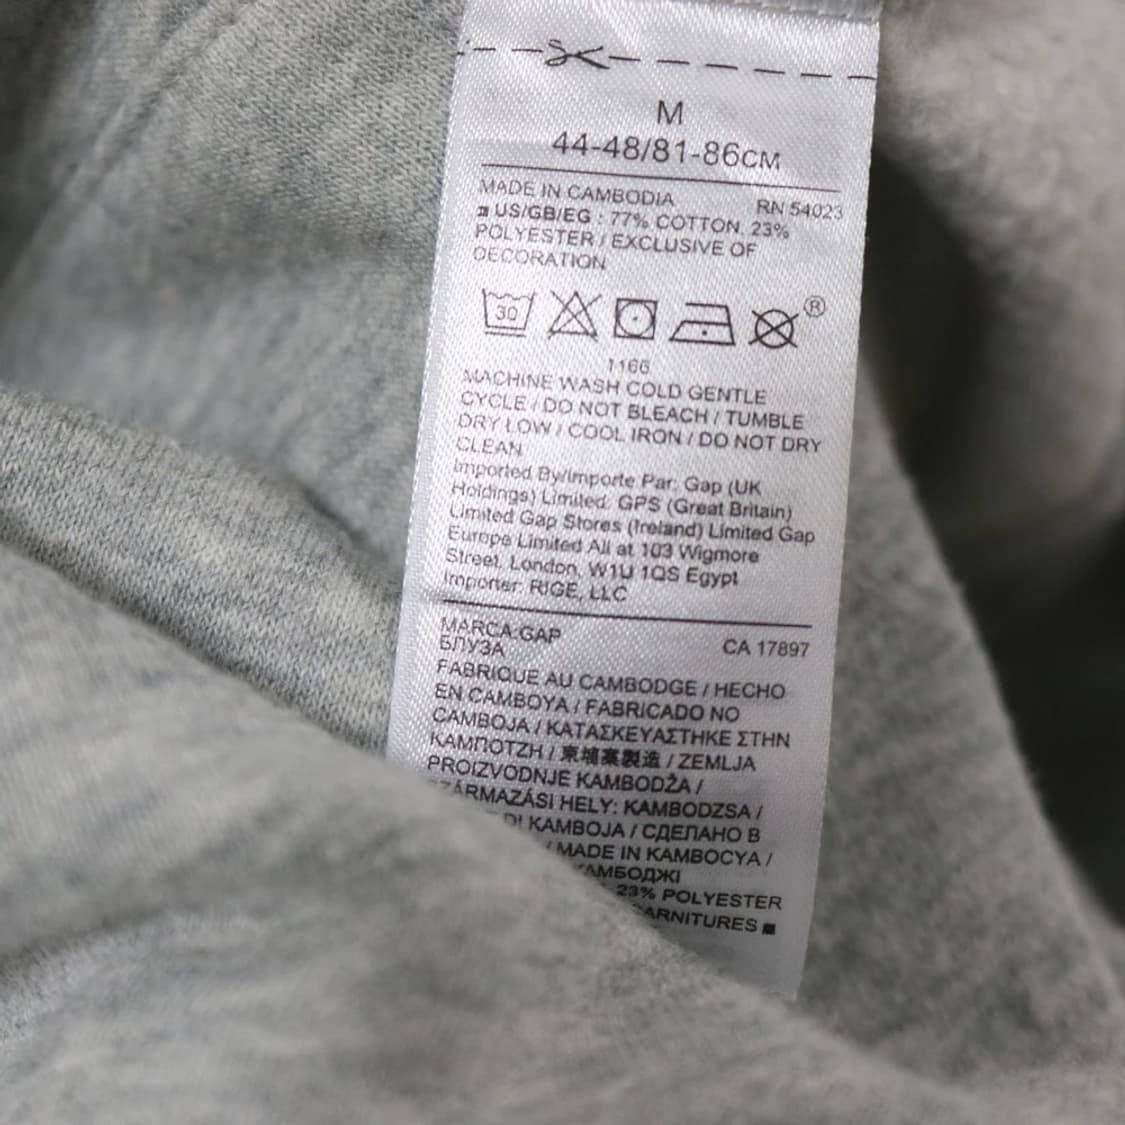 M
44-48/81-86CM
MADE IN CAMBODIA RN 54023
US/GB/EG : 77% COTTON, 23%
POLYESTER / EXCLUSIVE OF
DECORATION
30 ®
1166
MACHINE WASH COLD GENTLE
CYCLE / DO NOT BLEACH / TUMBLE
DRY LOW / COOL IRON / DO NOT DRY
CLEAN
Imported By/Importe Par: Gap (UK
Holdings) Limited. GPS (Great Britain)
Limited Gap Stores (Ireland) Limited Gap
Europe Limited All at 103 Wigmore
Street, London, W1U 1QS Egypt
Importer: RIGE, LLC
MARCA:GAP CA 17897
БЛУЗА
FABRIQUE AU CAMBODGE / HECHO
EN CAMBOYA / FABRICADO NO
CAMBOJA / ΚΑΤΑΣΚΕΥΑΣΤΗΚΕ ΣΤΗΝ
ΚΑΜΠΟΤΖΗ / 柬埔寨製造 / ZEMLJA
PROIZVODNJE KAMBODŽA /
SZÁRMAZÁSI HELY: KAMBODZSA /
DI KAMBOJA / СДЕЛАНО В
/ MADE IN KAMBOCYA /
КАМБОДЖІ
23% POLYESTER
GARNITURES